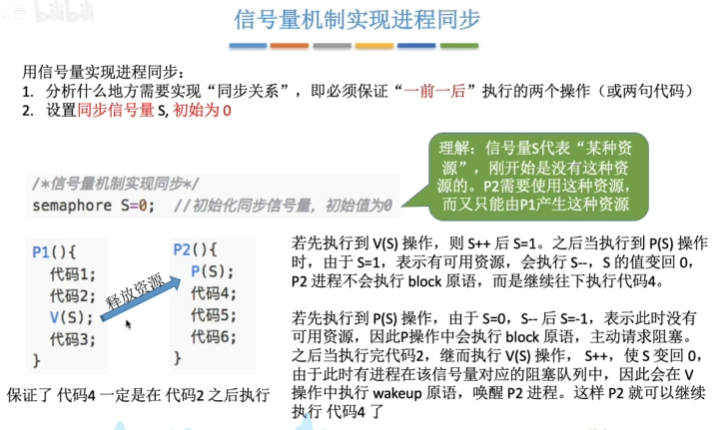 信号量机制实现进程同步
用信号量实现进程同步：
1. 分析什么地方需要实现“同步关系”，即必须保证“一前一后”执行的两个操作（或两句代码）
2. 设置同步信号量 S, 初始为 0
理解：信号量S代表“某种资
源”，刚开始是没有这种资
源的。P2需要使用这种资源，
而又只能由P1产生这种资源
/*信号量机制实现同步*/
semaphore S=0; //初始化同步信号量，初始值为0
P1(){
代码1;
代码2;
V(S);
代码3;
}
释放资源
P2(){
P(S);
代码4;
代码5;
代码6;
}
保证了 代码4 一定是在 代码2 之后执行
若先执行到 V(S) 操作，则 S++ 后 S=1。之后当执行到 P(S) 操作
时，由于 S=1，表示有可用资源，会执行 S--，S 的值变回 0，
P2 进程不会执行 block 原语，而是继续往下执行代码4。
若先执行到 P(S) 操作，由于 S=0，S-- 后 S=-1，表示此时没有
可用资源，因此P操作中会执行 block 原语，主动请求阻塞。
之后当执行完代码2，继而执行 V(S) 操作， S++，使 S 变回 0，
由于此时有进程在该信号量对应的阻塞队列中，因此会在 V
操作中执行 wakeup 原语，唤醒 P2 进程。这样 P2 就可以继续
执行 代码4 了